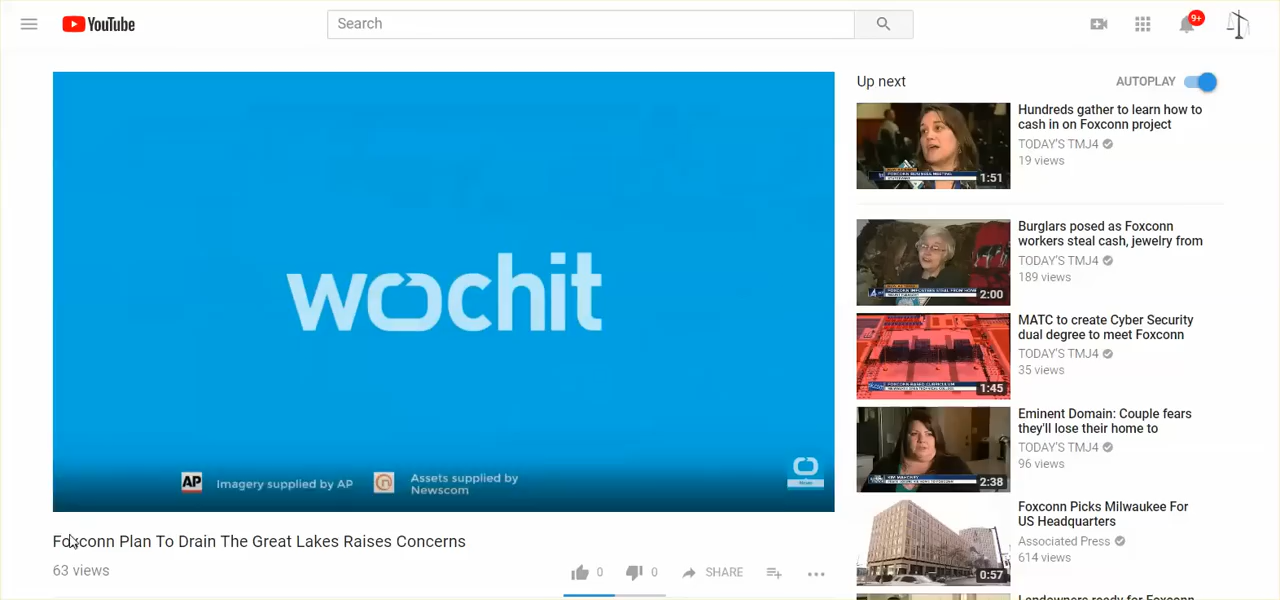 YouTube
Search
9+
wochit
AP
Imagery supplied by AP
Assets supplied by
Newscom
Foxconn Plan To Drain The Great Lakes Raises Concerns
63 views
0
0
SHARE
Up next
AUTOPLAY
1:51
Hundreds gather to learn how to
cash in on Foxconn project
TODAY'S TMJ4
19 views
2:00
Burglars posed as Foxconn
workers steal cash, jewelry from
TODAY'S TMJ4
189 views
1:45
MATC to create Cyber Security
dual degree to meet Foxconn
TODAY'S TMJ4
35 views
2:38
Eminent Domain: Couple fears
they'll lose their home to
TODAY'S TMJ4
96 views
0:57
Foxconn Picks Milwaukee For
US Headquarters
Associated Press
614 views
Landowners ready for Foxconn